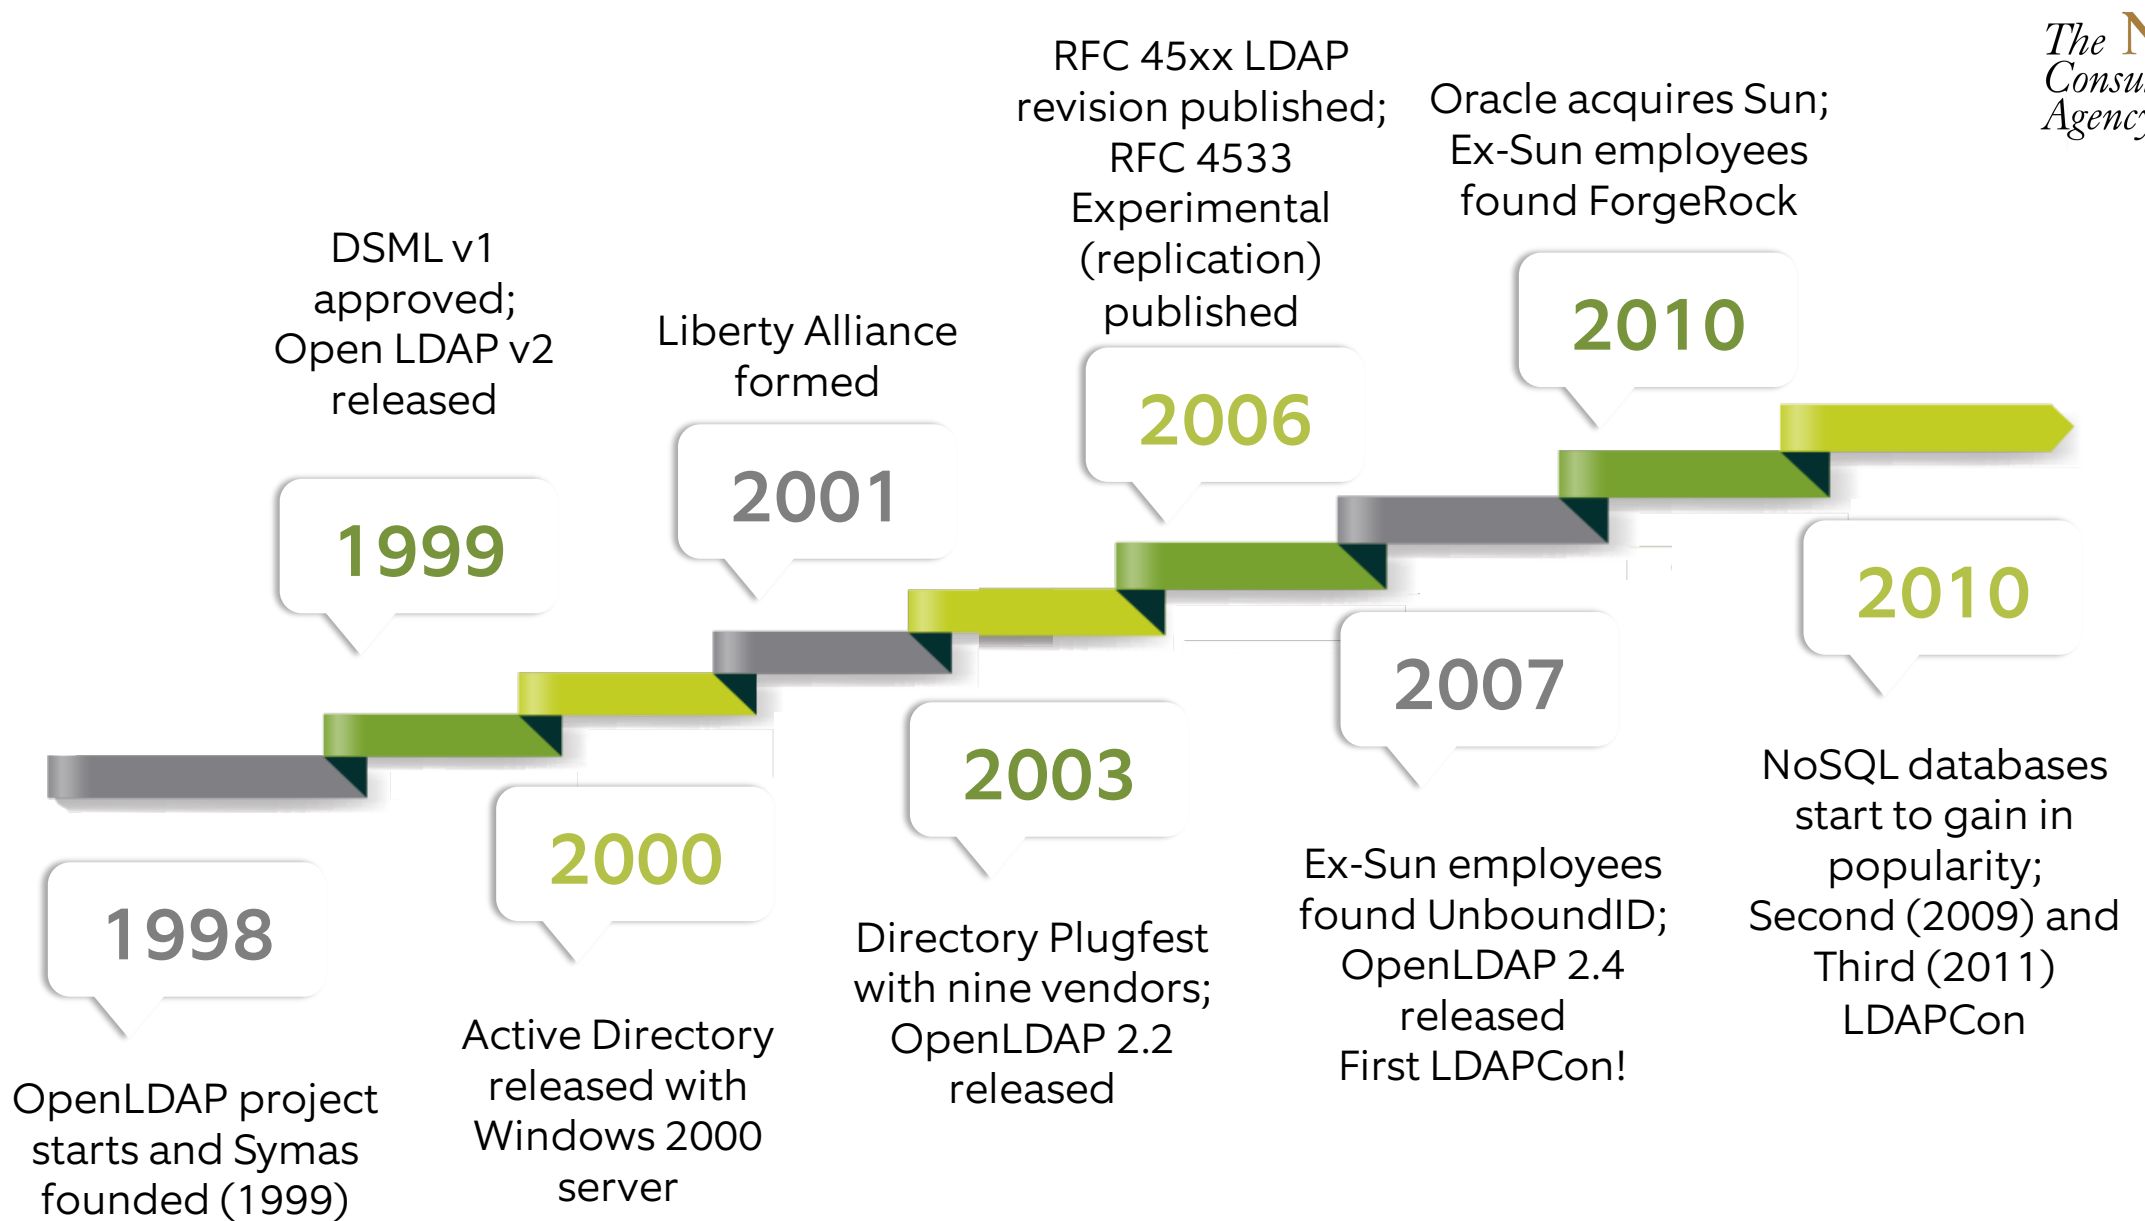 The
Agency
RFC 45xx LDAP
revision published;
RFC 4533
Experimental
(replication)
published
Oracle acquires Sun;
Ex-Sun employees
found ForgeRock
DSML v1
approved;
Open LDAP v2
released
Liberty Alliance
formed
2010
2006
2001
1999
2010
2007
2003
2000
1998
NoSQL databases
start to gain in
popularity;
Second (2009) and
Third (2011)
LDAPCon
Ex-Sun employees
found UnboundID;
OpenLDAP 2.4
released
First LDAPCon!
Directory Plugfest
with nine vendors;
OpenLDAP 2.2
released
Active Directory
released with
Windows 2000
server
OpenLDAP project
starts and Symas
founded (1999)